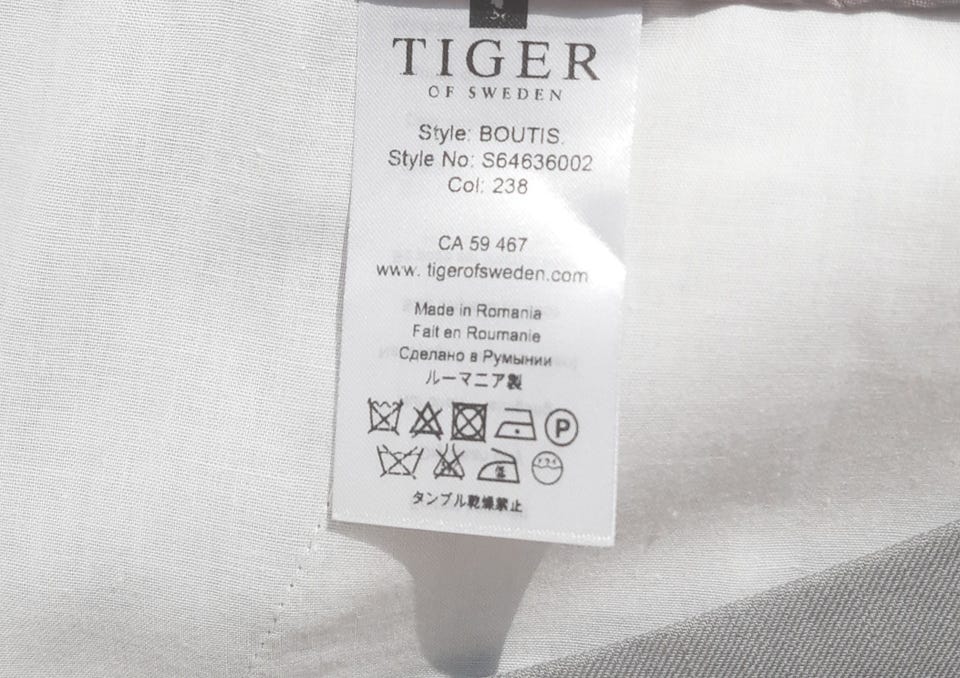 TIGER
OF SWEDEN
Style: BOUTIS.
Style No: S64636002
Col: 238
CA 59 467
www. tigerofsweden.com
Made in Romania
Fait en Roumanie
Сделано в Румынии
ルーマニア製
P
タンブル乾燥禁止